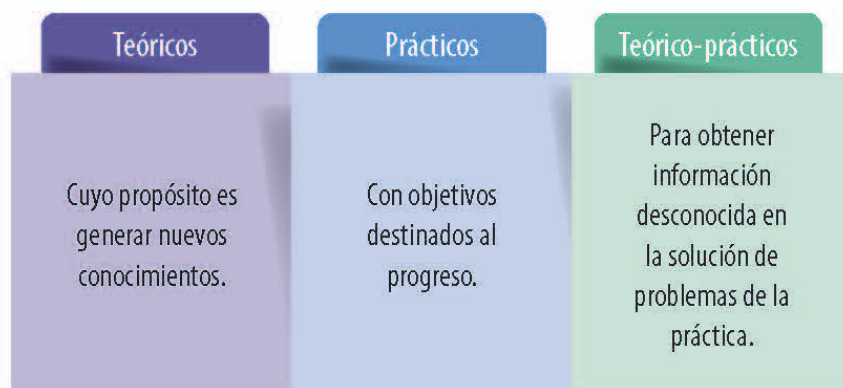 Teóricos
Cuyo propósito es
generar nuevos
conocimientos.
Prácticos
Con objetivos
destinados al
progreso.
Teórico-prácticos
Para obtener
información
desconocida en
la solución de
problemas de la
práctica.